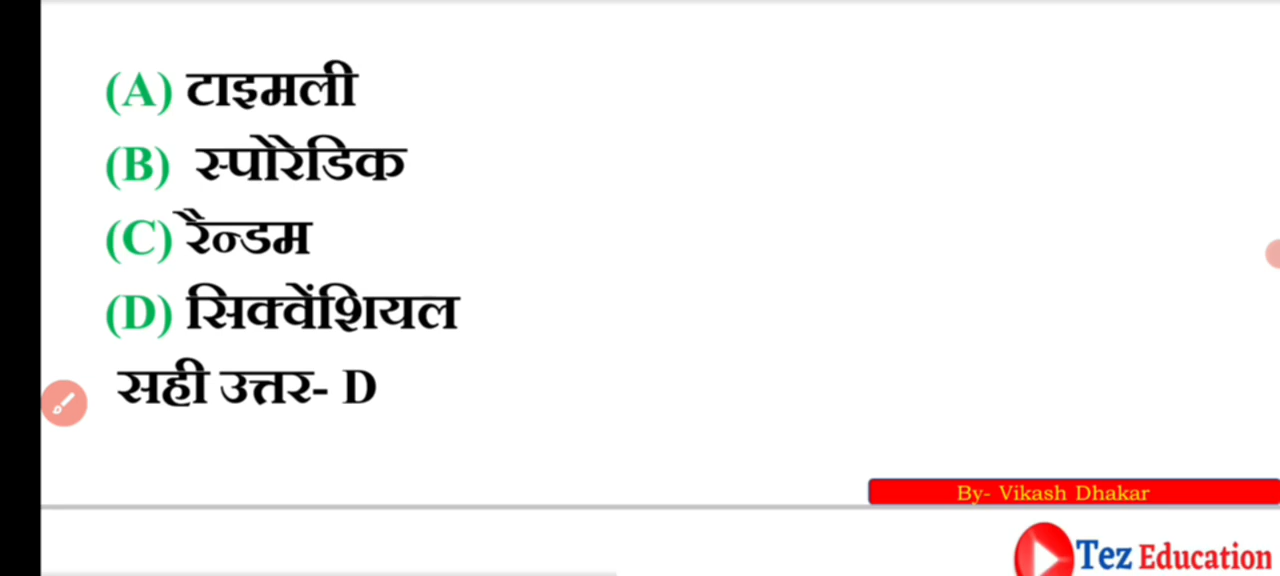 (A) टाइमली
(B) स्पोरैडिक
(C) रैन्डम
(D) सिक्वेंशियल
सही उत्तर- D
By- Vikash Dhakar
Tez Education